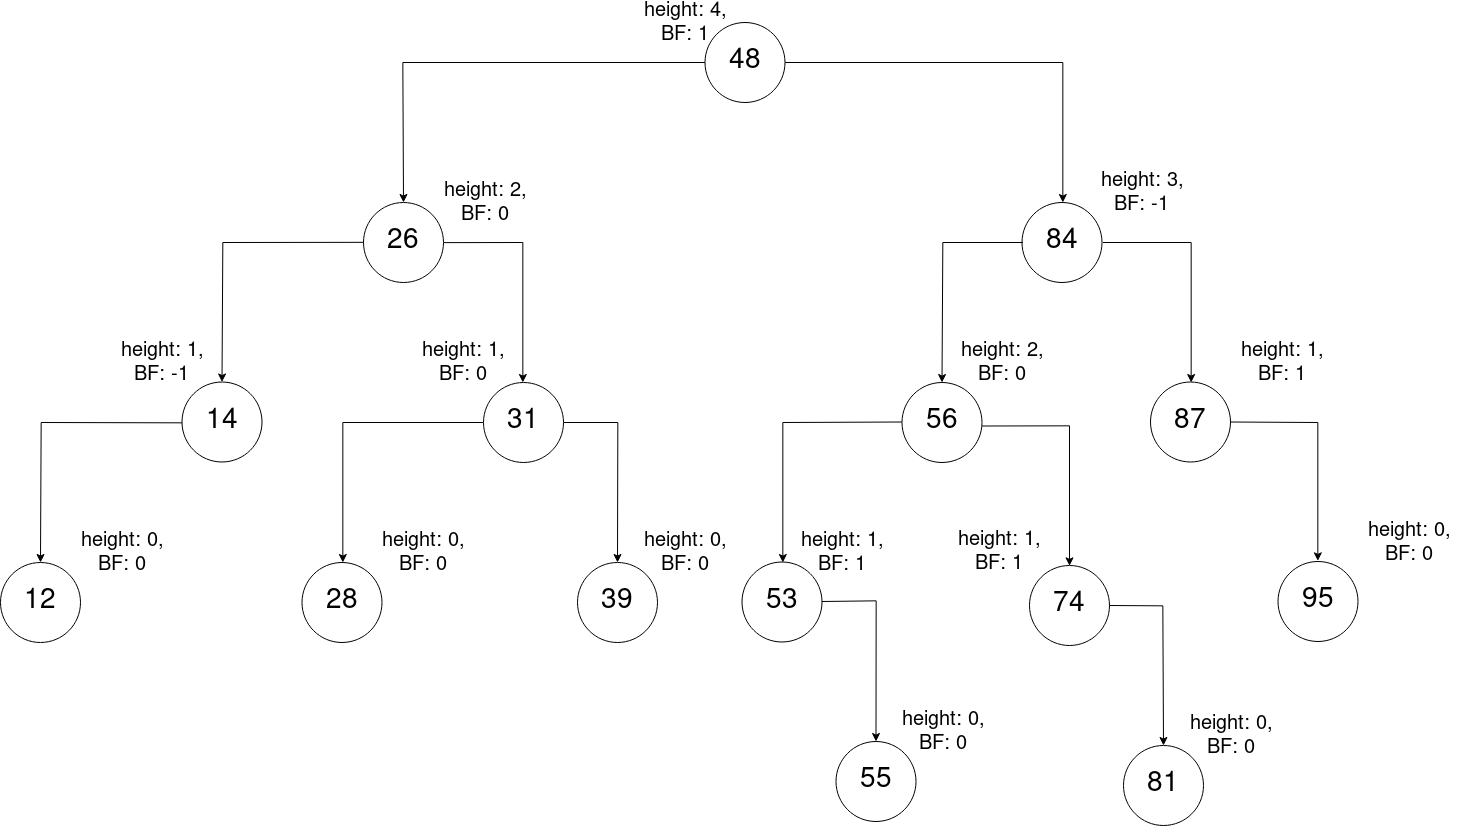 height: 4,
BF: 1
48
height: 2,
BF: 0
26
height: 3,
BF: -1
84
height: 1,
BF: -1
14
height: 1,
BF: 0
31
height: 2,
BF: 0
56
height: 1,
BF: 1
87
height: 0,
BF: 0
12
height: 0,
BF: 0
28
height: 0,
BF: 0
39
height: 1,
BF: 1
53
height: 1,
BF: 1
74
height: 0,
BF: 0
95
height: 0,
BF: 0
55
height: 0,
BF: 0
81